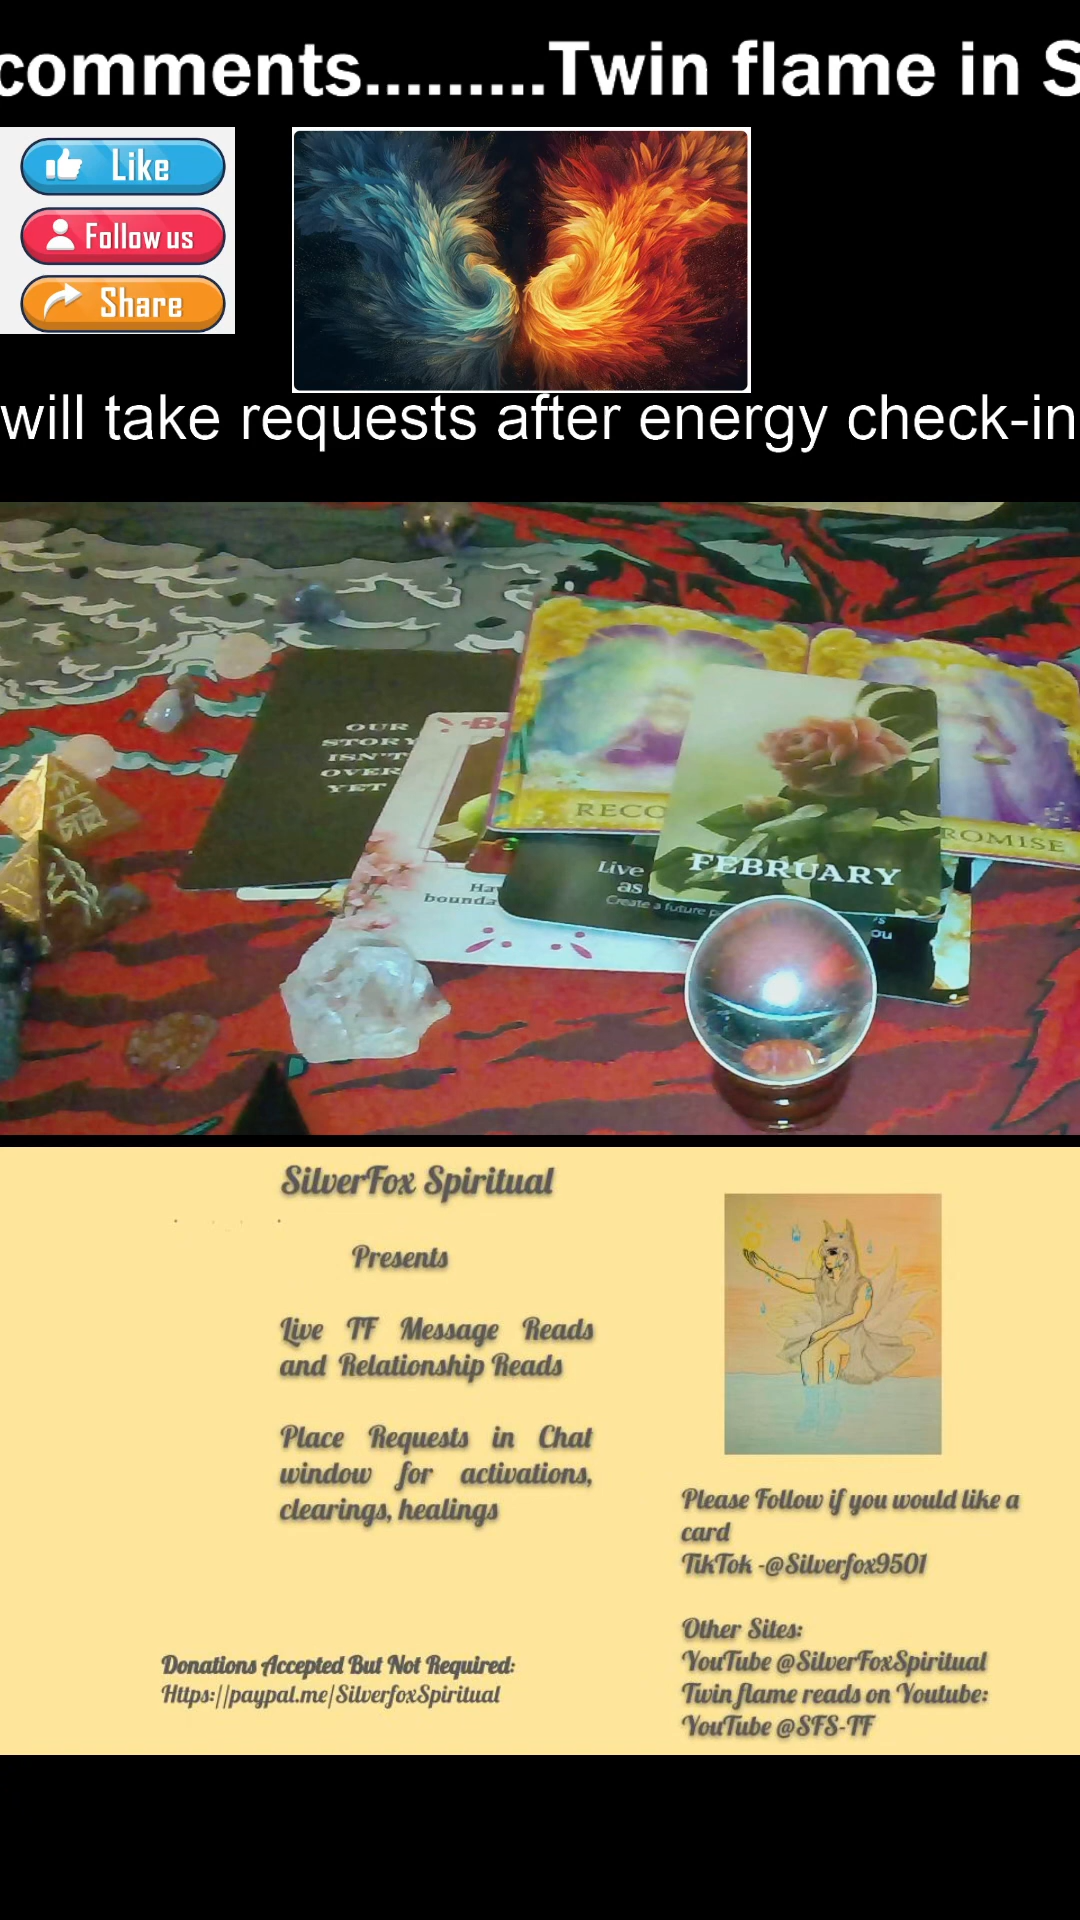 comments.........Twin flame in S
Like
Follow us
Share
will take requests after energy check-in
OUR
STORY
ISN'T
OVER
YET
RECO
ROMISE
FEBRUARY
Live
as
Create a future p
Ha
bounda
ou
SilverFox Spiritual
Presents
Live TF Message Reads
and Relationship Reads
Place Requests in Chat
window for activations,
clearings, healings
Please Follow if you would like a
card
TikTok -@Silverfox9501
Other Sites:
YouTube @SilverFoxSpiritual
Twin flame reads on Youtube:
YouTube @SFS-TF
Donations Accepted But Not Required:
Https://paypal.me/SilverfoxSpiritual